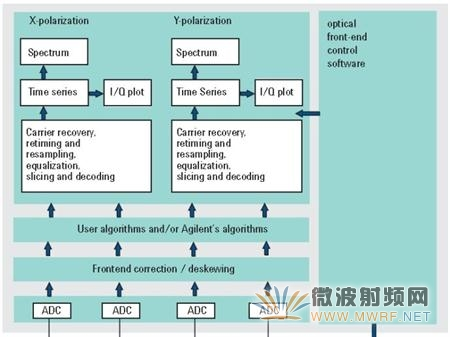 X-polarization
Y-polarization
optical
front-end
control
software
Spectrum
Spectrum
Time series
I/Q plot
Time Series
I/Q plot
Carrier recovery,
retiming and
resampling,
equalization,
slicing and decoding
Carrier recovery,
retiming and
resampling,
equalization,
slicing and decoding
User algorithms and/or Agilent's algorithms
Frontend correction / deskewing
ADC
ADC
ADC
ADC
微波射频网
WWW.MWRF.NET